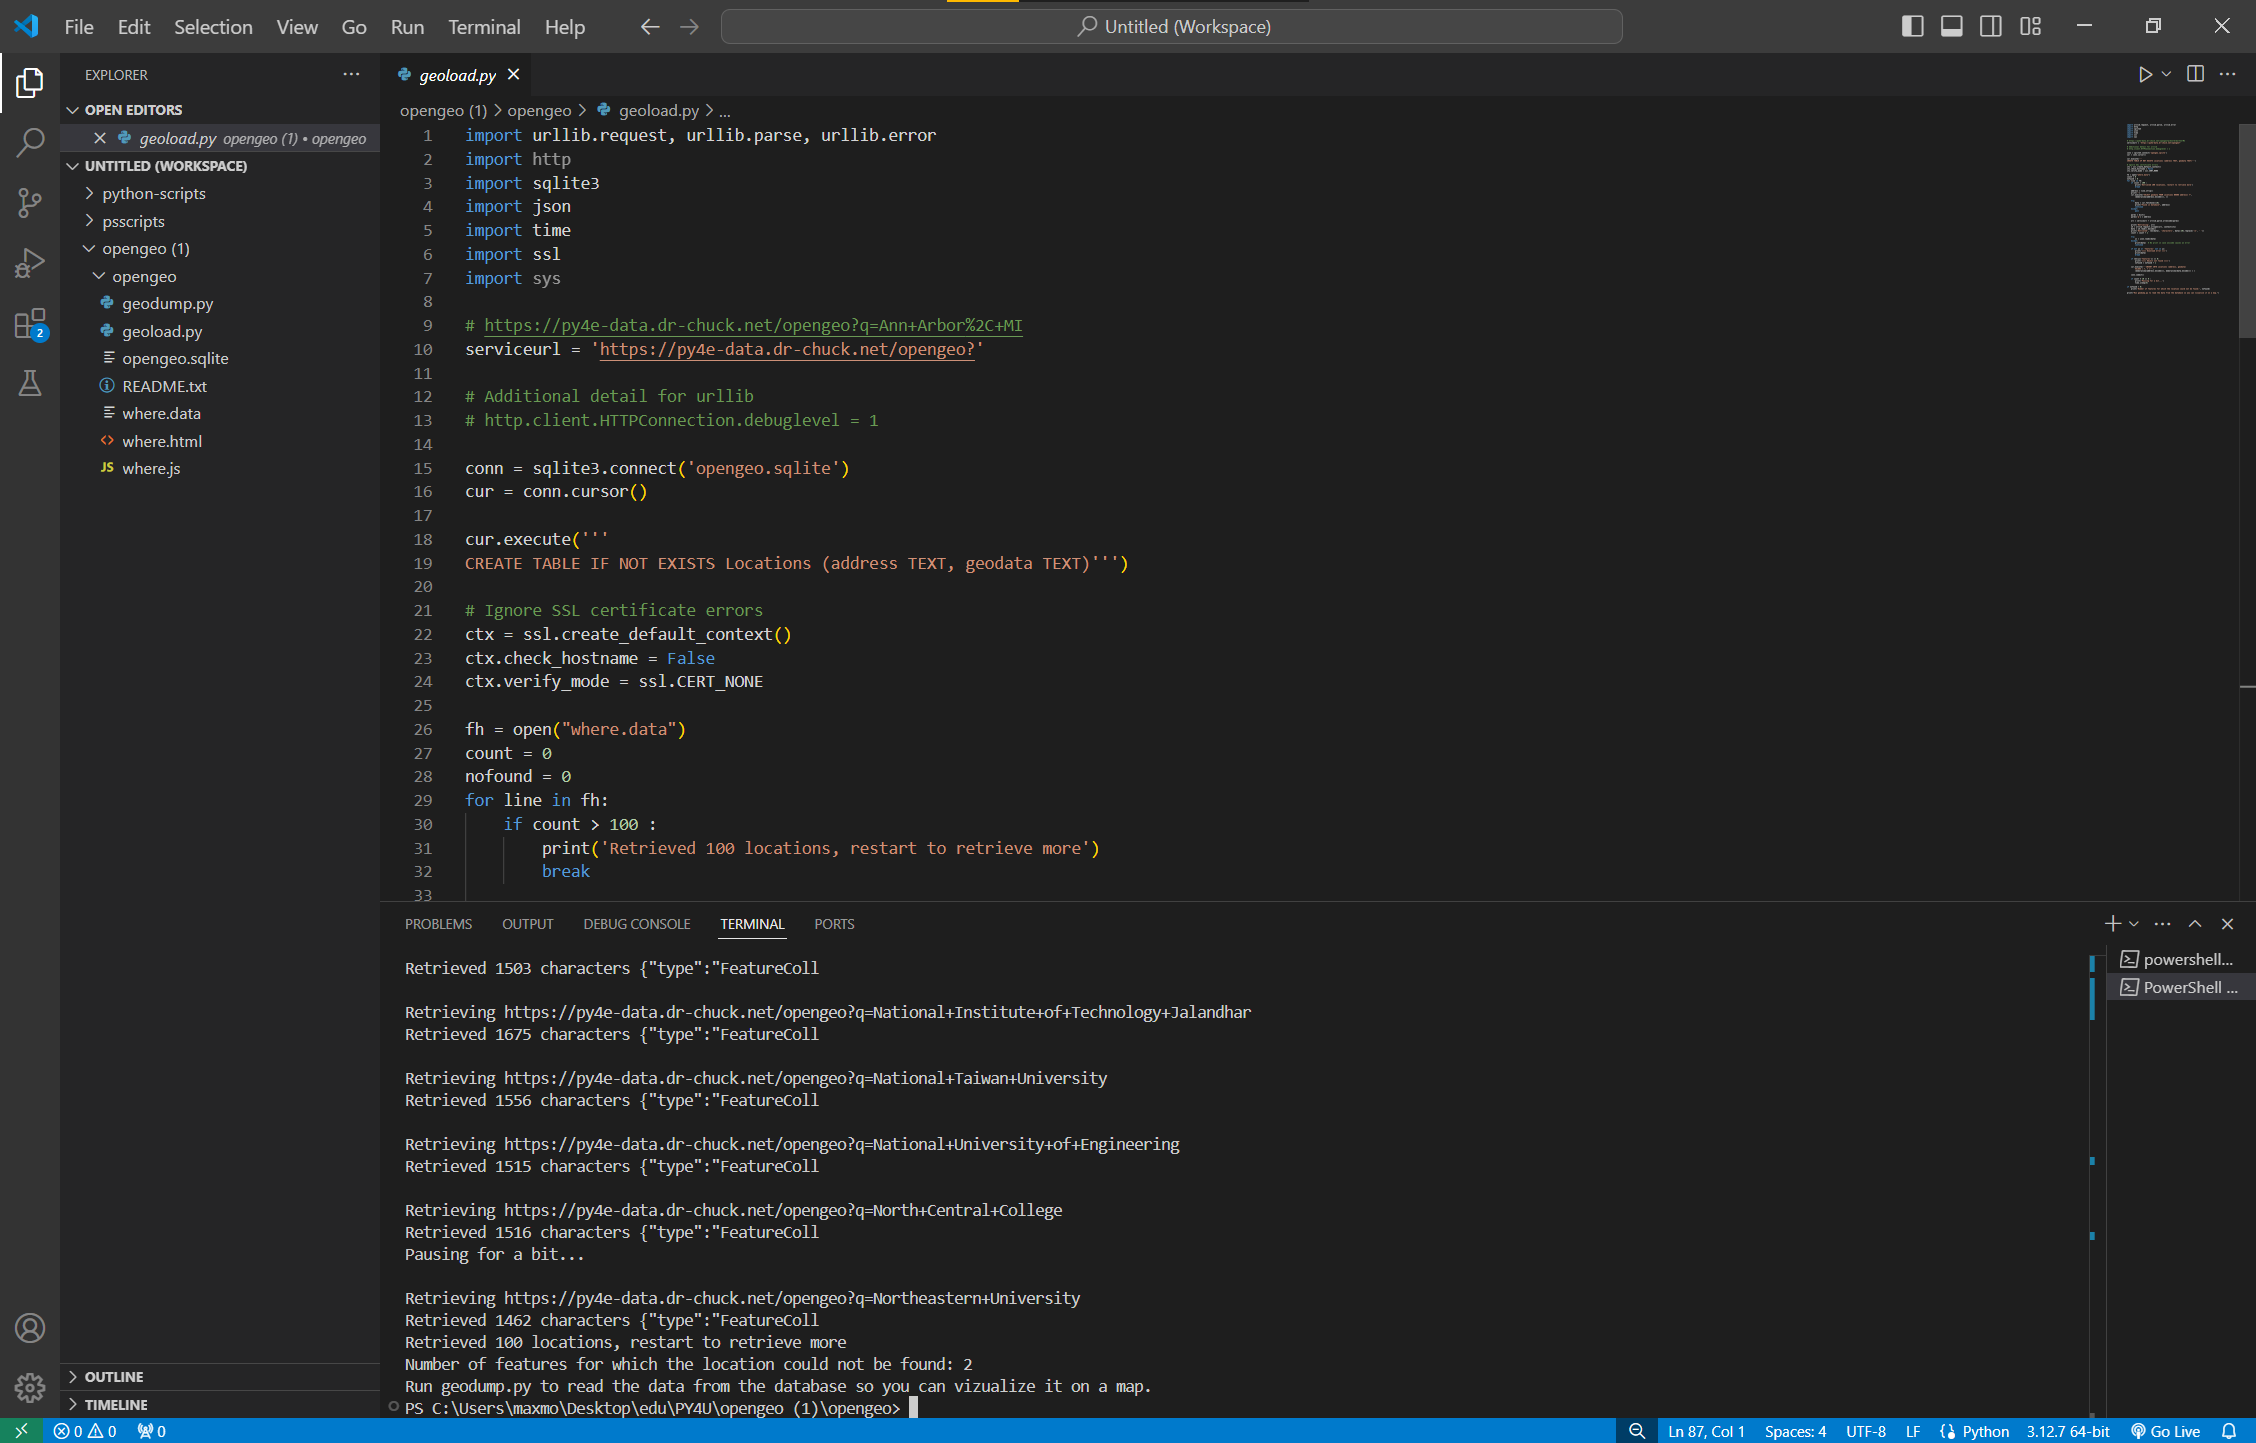 File Edit Selection View Go Run Terminal Help
Untitled (Workspace)
EXPLORER
OPEN EDITORS
geoload.py opengeo (1) • opengeo
UNTITLED (WORKSPACE)
python-scripts
psscripts
opengeo (1)
opengeo
geodump.py
geoload.py
opengeo.sqlite
README.txt
where.data
where.html
JS where.js
2
OUTLINE
TIMELINE
geoload.py
opengeo (1) > opengeo > geoload.py > ...
1 import urllib.request, urllib.parse, urllib.error
2 import http
3 import sqlite3
4 import json
5 import time
6 import ssl
7 import sys
8
9 # https://py4e-data.dr-chuck.net/opengeo?q=Ann+Arbor%2C+MI
10 serviceurl = 'https://py4e-data.dr-chuck.net/opengeo?'
11
12 # Additional detail for urllib
13 # http.client.HTTPConnection.debuglevel = 1
14
15 conn = sqlite3.connect('opengeo.sqlite')
16 cur = conn.cursor()
17
18 cur.execute('''
19 CREATE TABLE IF NOT EXISTS Locations (address TEXT, geodata TEXT)''')
20
21 # Ignore SSL certificate errors
22 ctx = ssl.create_default_context()
23 ctx.check_hostname = False
24 ctx.verify_mode = ssl.CERT_NONE
25
26 fh = open("where.data")
27 count = 0
28 nofound = 0
29 for line in fh:
30 if count > 100 :
31 print('Retrieved 100 locations, restart to retrieve more')
32 break
33
PROBLEMS OUTPUT DEBUG CONSOLE TERMINAL PORTS
powershell...
PowerShell ...
Retrieved 1503 characters {"type":"FeatureColl
Retrieving https://py4e-data.dr-chuck.net/opengeo?q=National+Institute+of+Technology+Jalandhar
Retrieved 1675 characters {"type":"FeatureColl
Retrieving https://py4e-data.dr-chuck.net/opengeo?q=National+Taiwan+University
Retrieved 1556 characters {"type":"FeatureColl
Retrieving https://py4e-data.dr-chuck.net/opengeo?q=National+University+of+Engineering
Retrieved 1515 characters {"type":"FeatureColl
Retrieving https://py4e-data.dr-chuck.net/opengeo?q=North+Central+College
Retrieved 1516 characters {"type":"FeatureColl
Pausing for a bit...
Retrieving https://py4e-data.dr-chuck.net/opengeo?q=Northeastern+University
Retrieved 1462 characters {"type":"FeatureColl
Retrieved 100 locations, restart to retrieve more
Number of features for which the location could not be found: 2
Run geodump.py to read the data from the database so you can vizualize it on a map.
PS C:\Users\maxmo\Desktop\edu\PY4U\opengeo (1)\opengeo>
0 0 0 Ln 87, Col 1 Spaces: 4 UTF-8 LF Python 3.12.7 64-bit Go Live